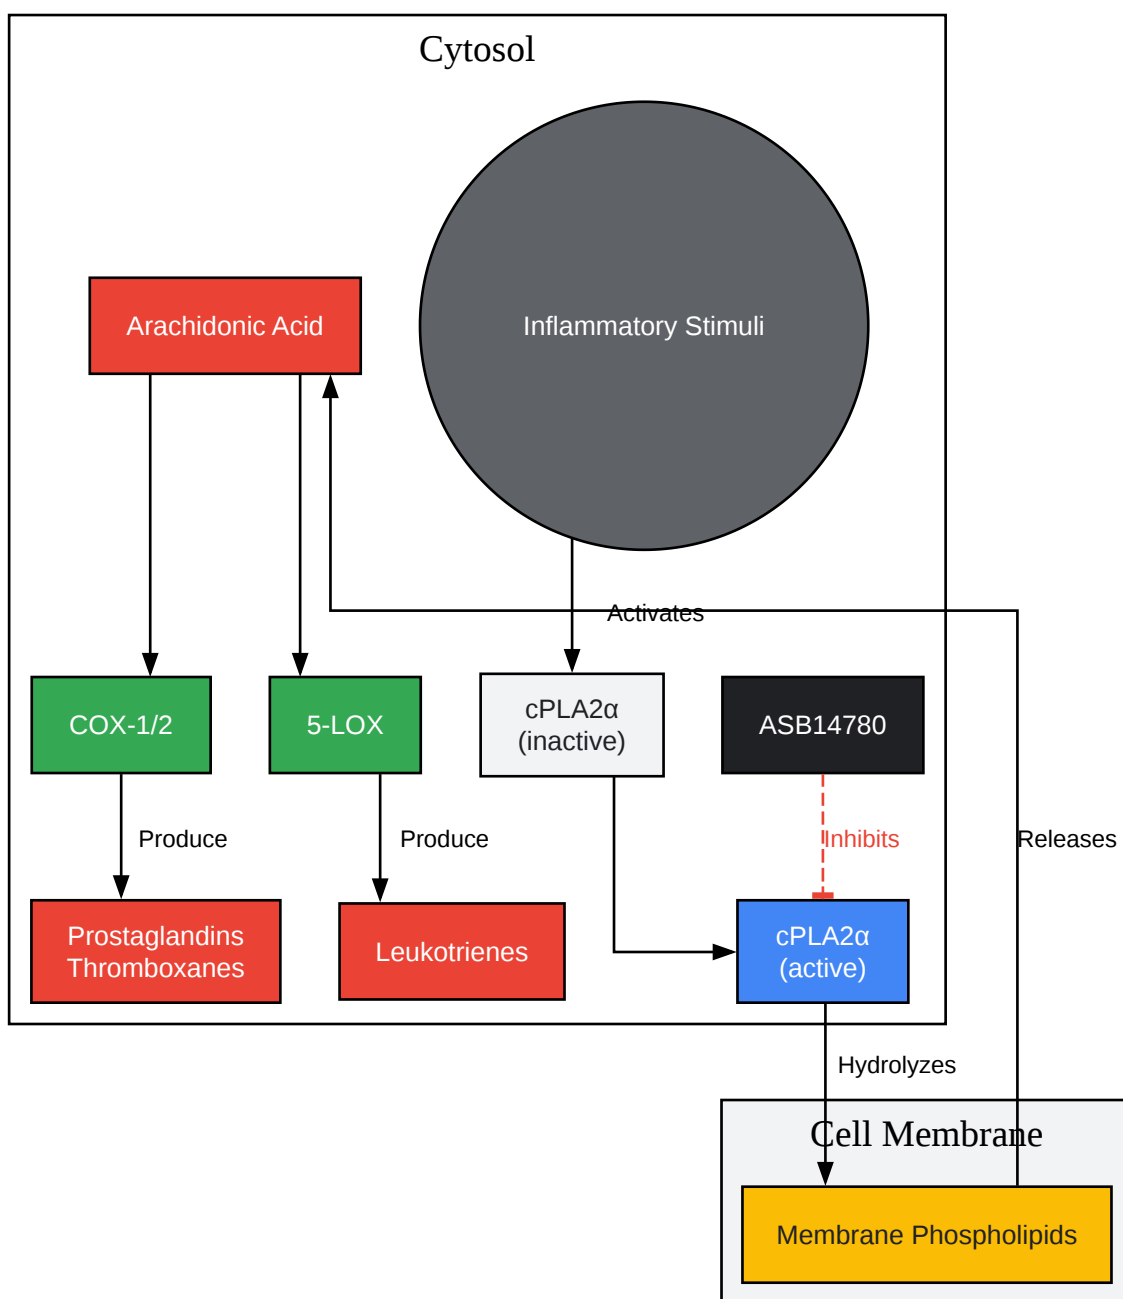 Cytosol
Arachidonic Acid
Inflammatory Stimuli
Activates
COX-1/2
5-LOX
cPLA2α
(inactive)
ASB14780
Produce
Produce
Inhibits
Releases
Prostaglandins
Thromboxanes
Leukotrienes
cPLA2α
(active)
Hydrolyzes
Cell Membrane
Membrane Phospholipids